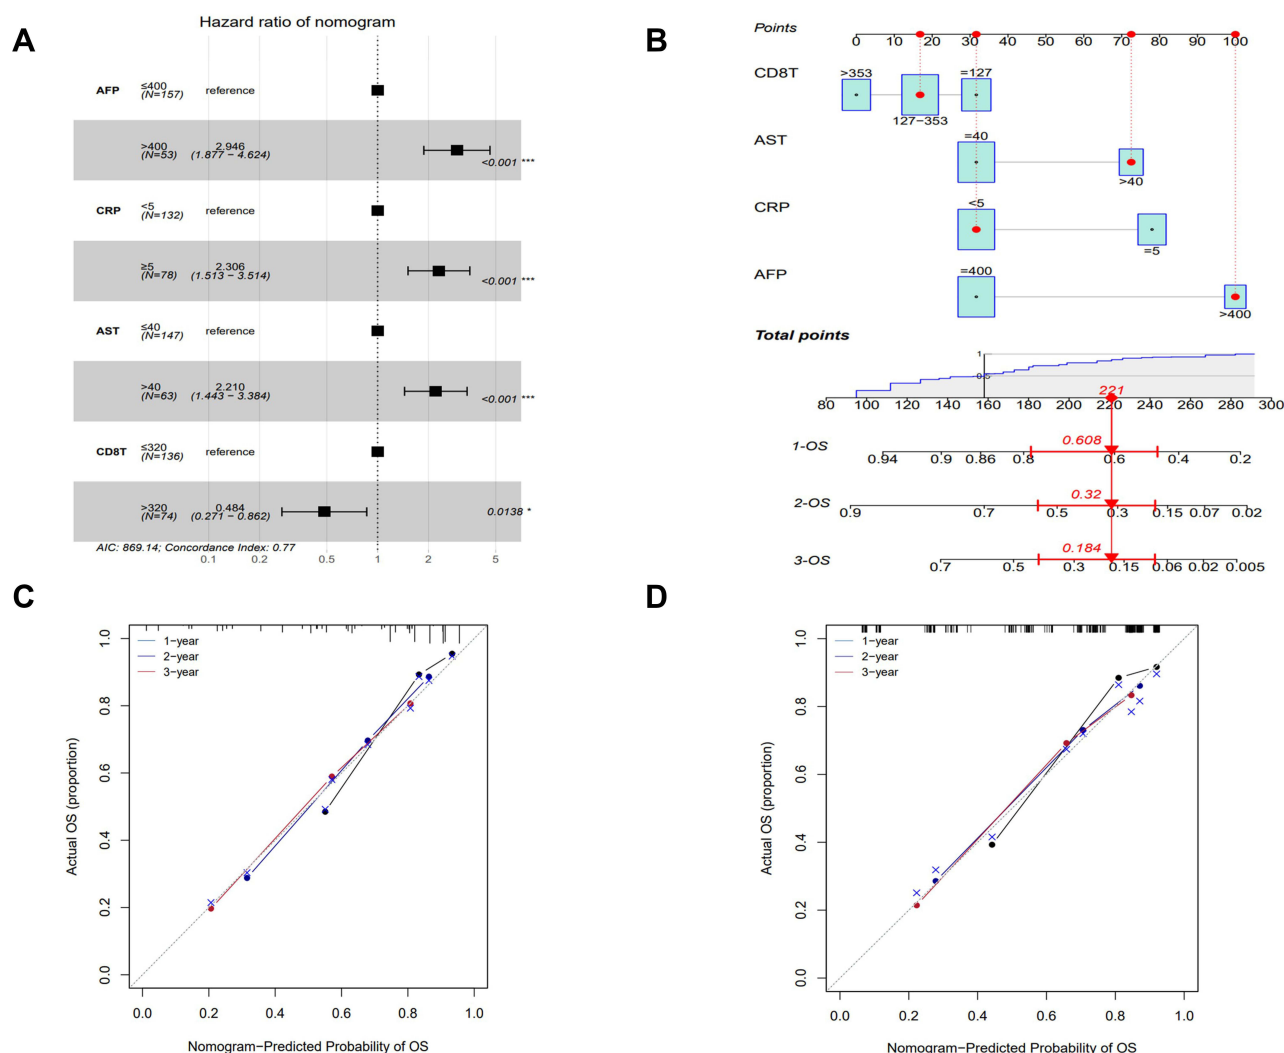 A
Hazard ratio of nomogram
AFP ≤400 (N=157) reference
>400 (N=53) 2.946 (1.877 − 4.624) <0.001 ***
CRP <5 (N=132) reference
≥5 (N=78) 2.306 (1.513 − 3.514) <0.001 ***
AST ≤40 (N=147) reference
>40 (N=63) 2.210 (1.443 − 3.384) <0.001 ***
CD8T ≤320 (N=136) reference
>320 (N=74) 0.484 (0.271 − 0.862) 0.0138 *
AIC: 869.14; Concordance Index: 0.77
0.1 0.2 0.5 1 2 5
B
Points
0 10 20 30 40 50 60 70 80 90 100
CD8T
>353 =127
127−353
AST
=40
>40
CRP
<5
=5
AFP
=400
>400
Total points
1
0.5
221
80 100 120 140 160 180 200 220 240 260 280 300
0.608
1-OS
0.94 0.9 0.86 0.8 0.6 0.4 0.2
0.32
2-OS
0.9 0.7 0.5 0.3 0.15 0.07 0.02
0.184
3-OS
0.7 0.5 0.3 0.15 0.06 0.02 0.005
C
1−year
2−year
3−year
Actual OS (proportion)
1.0
0.8
0.6
0.4
0.2
0.0
0.0 0.2 0.4 0.6 0.8 1.0
Nomogram−Predicted Probability of OS
D
1−year
2−year
3−year
Actual OS (proportion)
1.0
0.8
0.6
0.4
0.2
0.0
0.0 0.2 0.4 0.6 0.8 1.0
Nomogram−Predicted Probability of OS